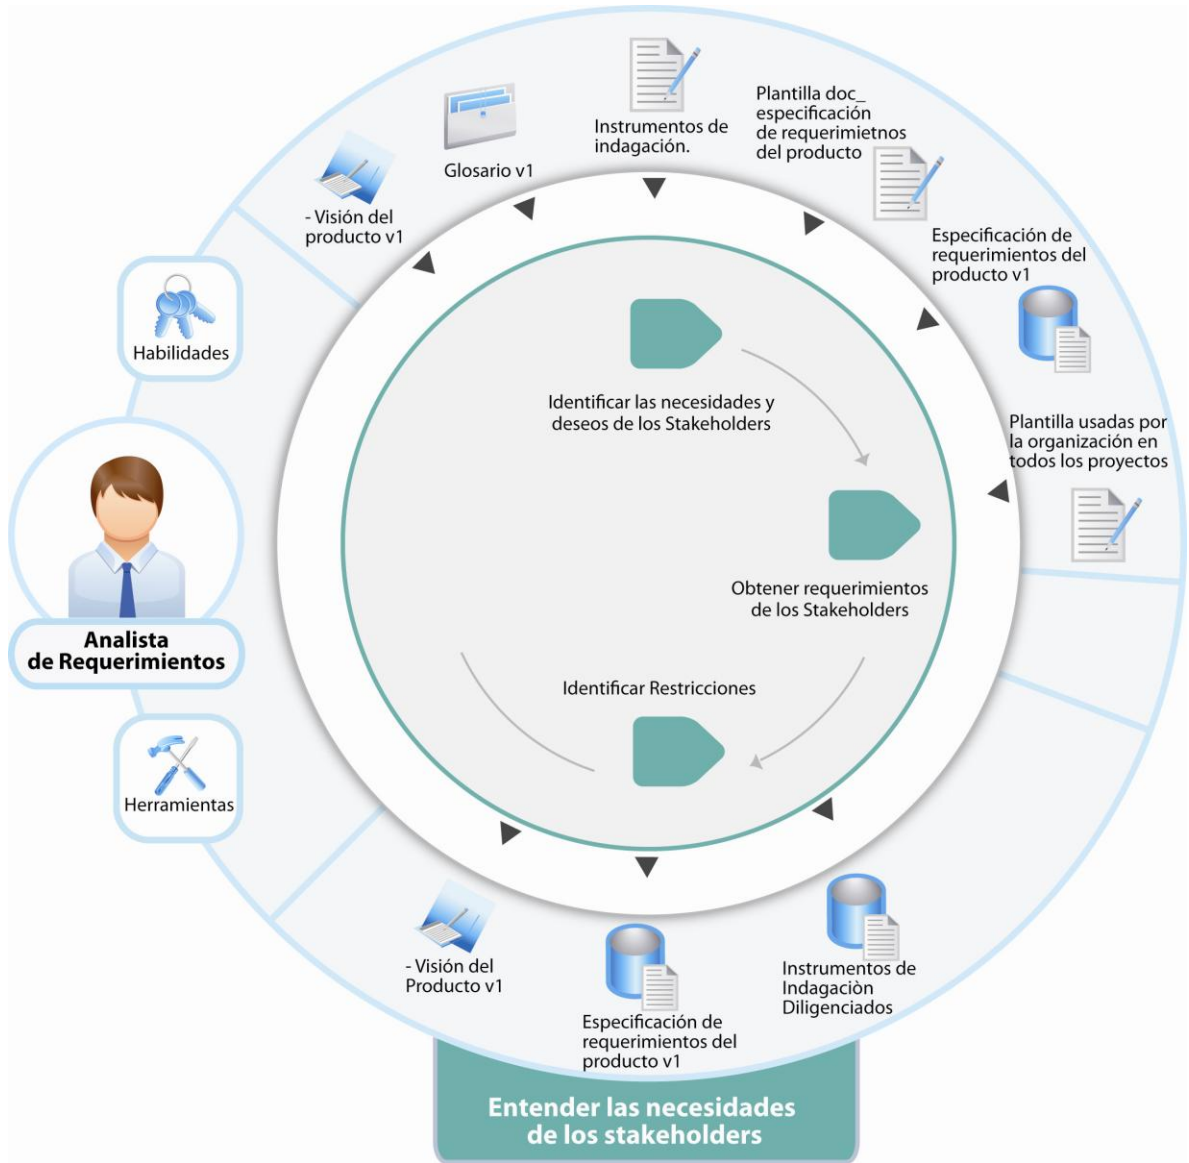 Instrumentos de
indagación.
Plantilla doc_
especificación
de requerimietnos
del producto
Glosario v1
- Visión del
producto v1
Especificación de
requerimientos del
producto v1
Habilidades
Identificar las necesidades y
deseos de los Stakeholders
Plantilla usadas por
la organización en
todos los proyectos
Obtener requerimientos
de los Stakeholders
Analista
de Requerimientos
Identificar Restricciones
Herramientas
- Visión del
Producto v1
Especificación de
requerimientos del
producto v1
Instrumentos de
Indagaciòn
Diligenciados
Entender las necesidades
de los stakeholders